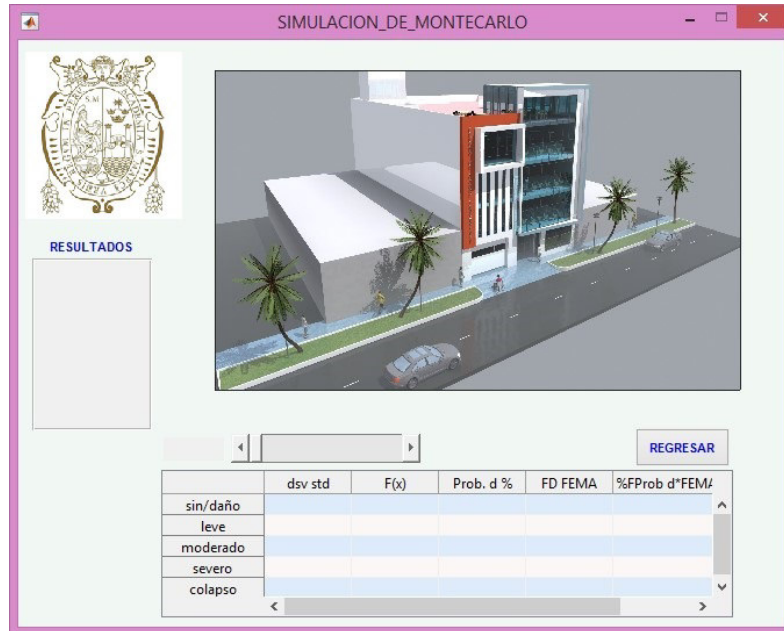 SIMULACION_DE_MONTECARLO
S.M
RESULTADOS
REGRESAR
dsv std F(x) Prob. d % FD FEMA %FProb d*FEMA
sin/daño
leve
moderado
severo
colapso